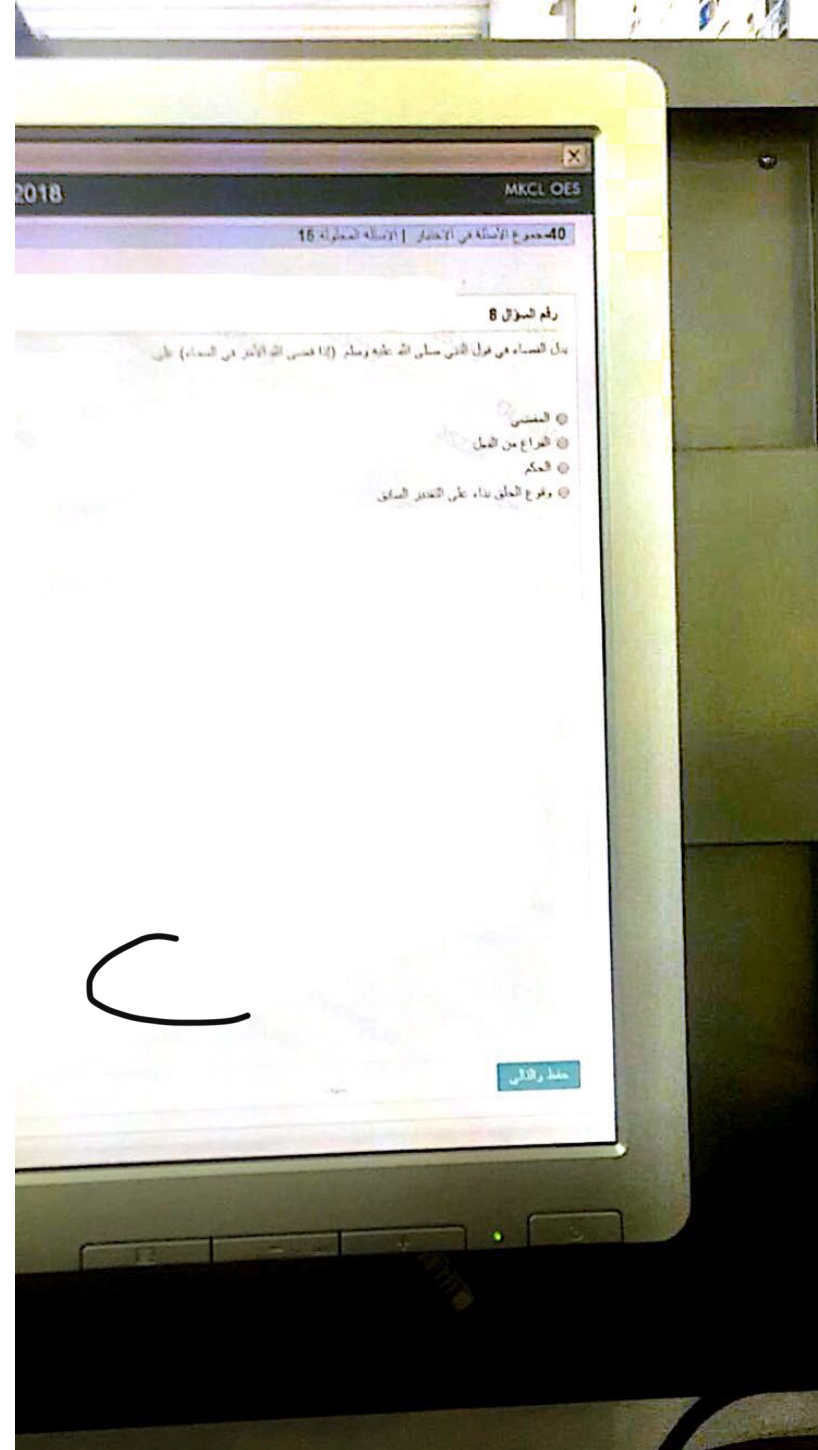 2018 MKCL OES
40مجموع الأسئلة في الاختبار | الاسئلة المحلولة 15
رقم السؤال 8
يدل القضاء في قول النبي صلى الله عليه وسلم (إذا قضى الله الأمر في السماء) على
المقضي
الفراغ من الفعل
الحكم
وقوع الخلق بناء على التقدير السابق
حفظ والتالي